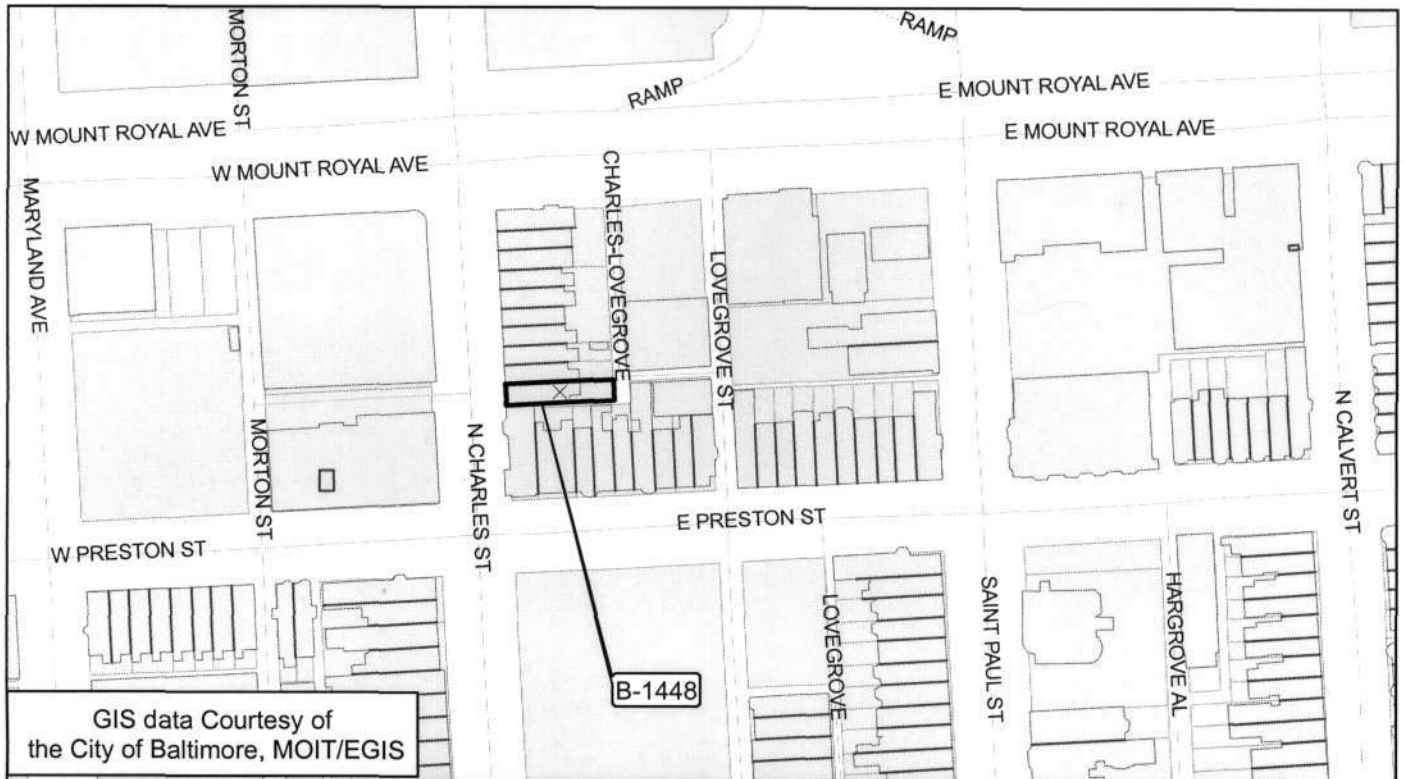 MORTON ST
RAMP
RAMP
E MOUNT ROYAL AVE
W MOUNT ROYAL AVE
E MOUNT ROYAL AVE
W MOUNT ROYAL AVE
MARYLAND AVE
CHARLES-LOVEGROVE
LOVEGROVE ST
N CALVERT ST
MORTON ST
N CHARLES ST
E PRESTON ST
W PRESTON ST
SAINT PAUL ST
HARGROVE AL
LOVEGROVE
B-1448
GIS data Courtesy of
the City of Baltimore, MOIT/EGIS